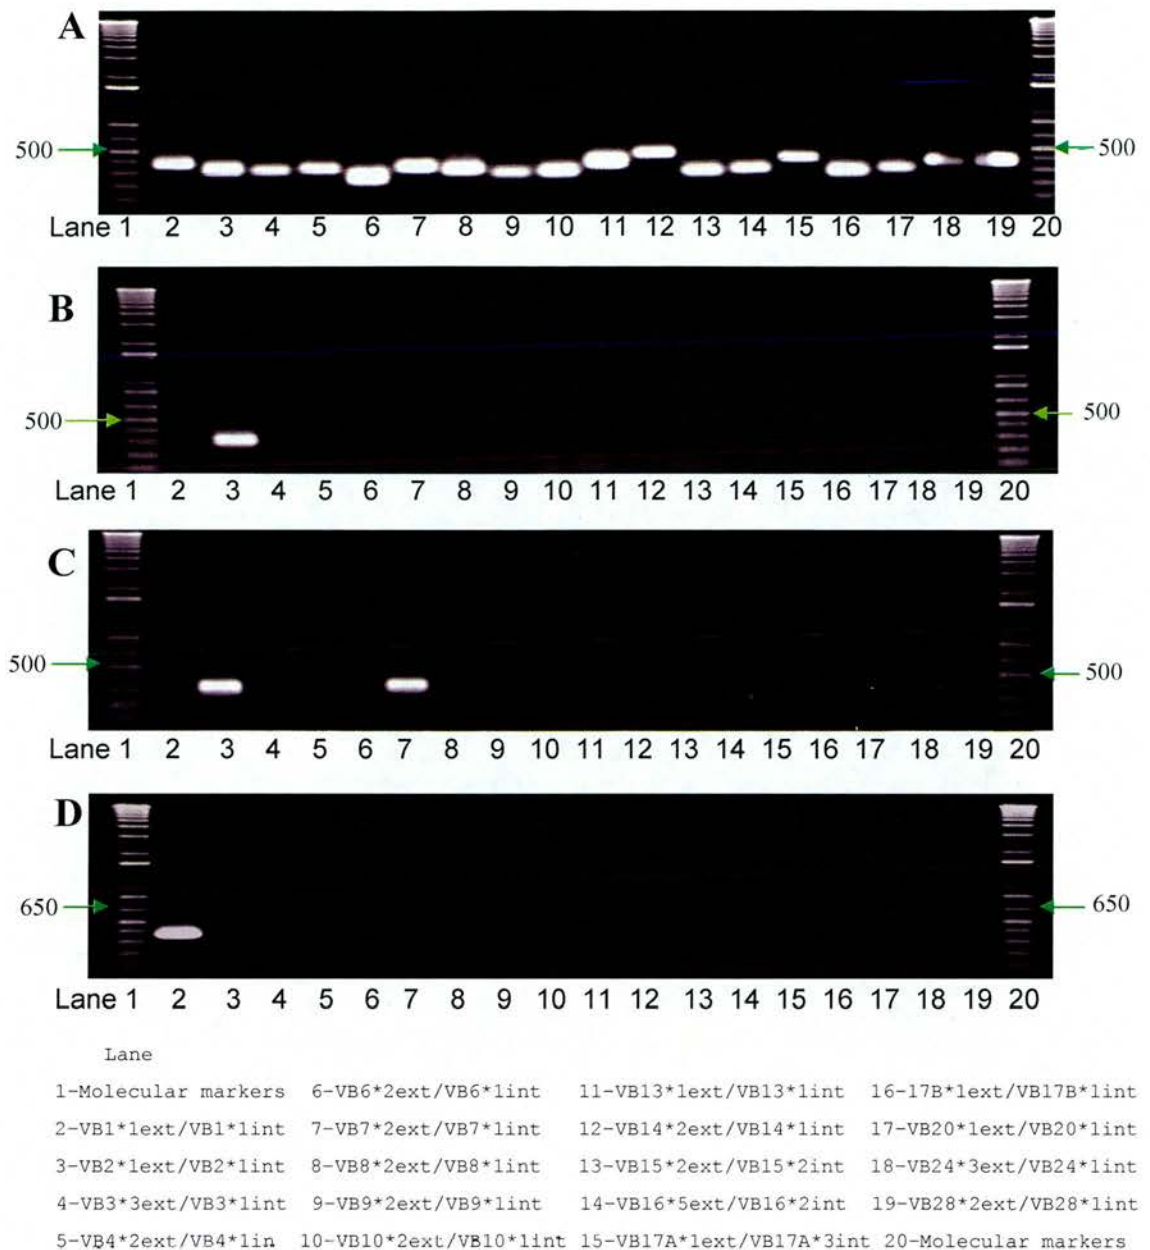 A
500
500
Lane 1 2 3 4 5 6 7 8 9 10 11 12 13 14 15 16 17 18 19 20
B
500
500
Lane 1 2 3 4 5 6 7 8 9 10 11 12 13 14 15 16 17 18 19 20
C
500
500
Lane 1 2 3 4 5 6 7 8 9 10 11 12 13 14 15 16 17 18 19 20
D
650
650
Lane 1 2 3 4 5 6 7 8 9 10 11 12 13 14 15 16 17 18 19 20
Lane
1-Molecular markers 6-VB6*2ext/VB6*1int 11-VB13*1ext/VB13*1int 16-17B*1ext/VB17B*1int
2-VB1*1ext/VB1*1int 7-VB7*2ext/VB7*1int 12-VB14*2ext/VB14*1int 17-VB20*1ext/VB20*1int
3-VB2*1ext/VB2*1int 8-VB8*2ext/VB8*1int 13-VB15*2ext/VB15*2int 18-VB24*3ext/VB24*1int
4-VB3*3ext/VB3*1int 9-VB9*2ext/VB9*1int 14-VB16*5ext/VB16*2int 19-VB28*2ext/VB28*1int
5-VB4*2ext/VB4*1in 10-VB10*2ext/VB10*1int 15-VB17A*1ext/VB17A*3int 20-Molecular markers